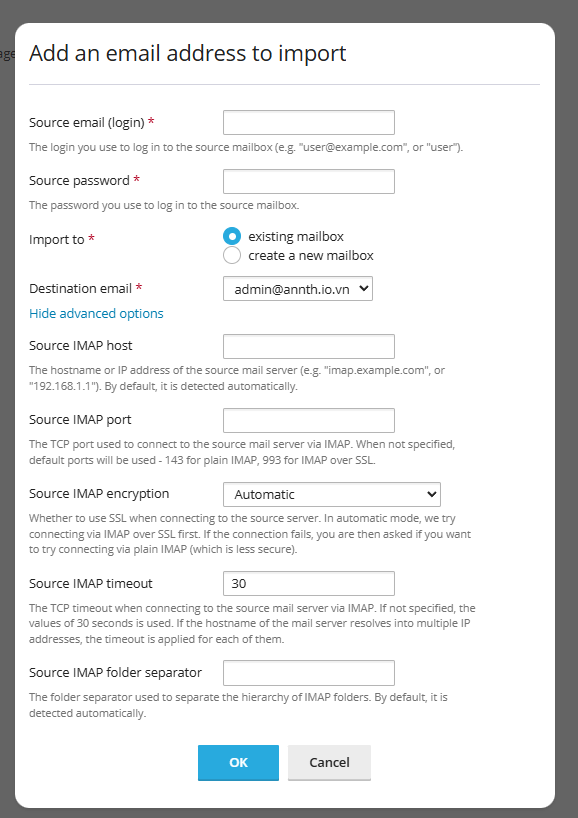 age
Add an email address to import
Source email (login) *
The login you use to log in to the source mailbox (e.g. "user@example.com", or "user").
Source password *
The password you use to log in to the source mailbox.
Import to *
existing mailbox
create a new mailbox
Destination email *
admin@annth.io.vn
Hide advanced options
Source IMAP host
The hostname or IP address of the source mail server (e.g. "imap.example.com", or
"192.168.1.1"). By default, it is detected automatically.
Source IMAP port
The TCP port used to connect to the source mail server via IMAP. When not specified,
default ports will be used - 143 for plain IMAP, 993 for IMAP over SSL.
Source IMAP encryption
Automatic
Whether to use SSL when connecting to the source server. In automatic mode, we try
connecting via IMAP over SSL first. If the connection fails, you are then asked if you want
to try connecting via plain IMAP (which is less secure).
Source IMAP timeout
30
The TCP timeout when connecting to the source mail server via IMAP. If not specified, the
values of 30 seconds is used. If the hostname of the mail server resolves into multiple IP
addresses, the timeout is applied for each of them.
Source IMAP folder separator
The folder separator used to separate the hierarchy of IMAP folders. By default, it is
detected automatically.
OK
Cancel